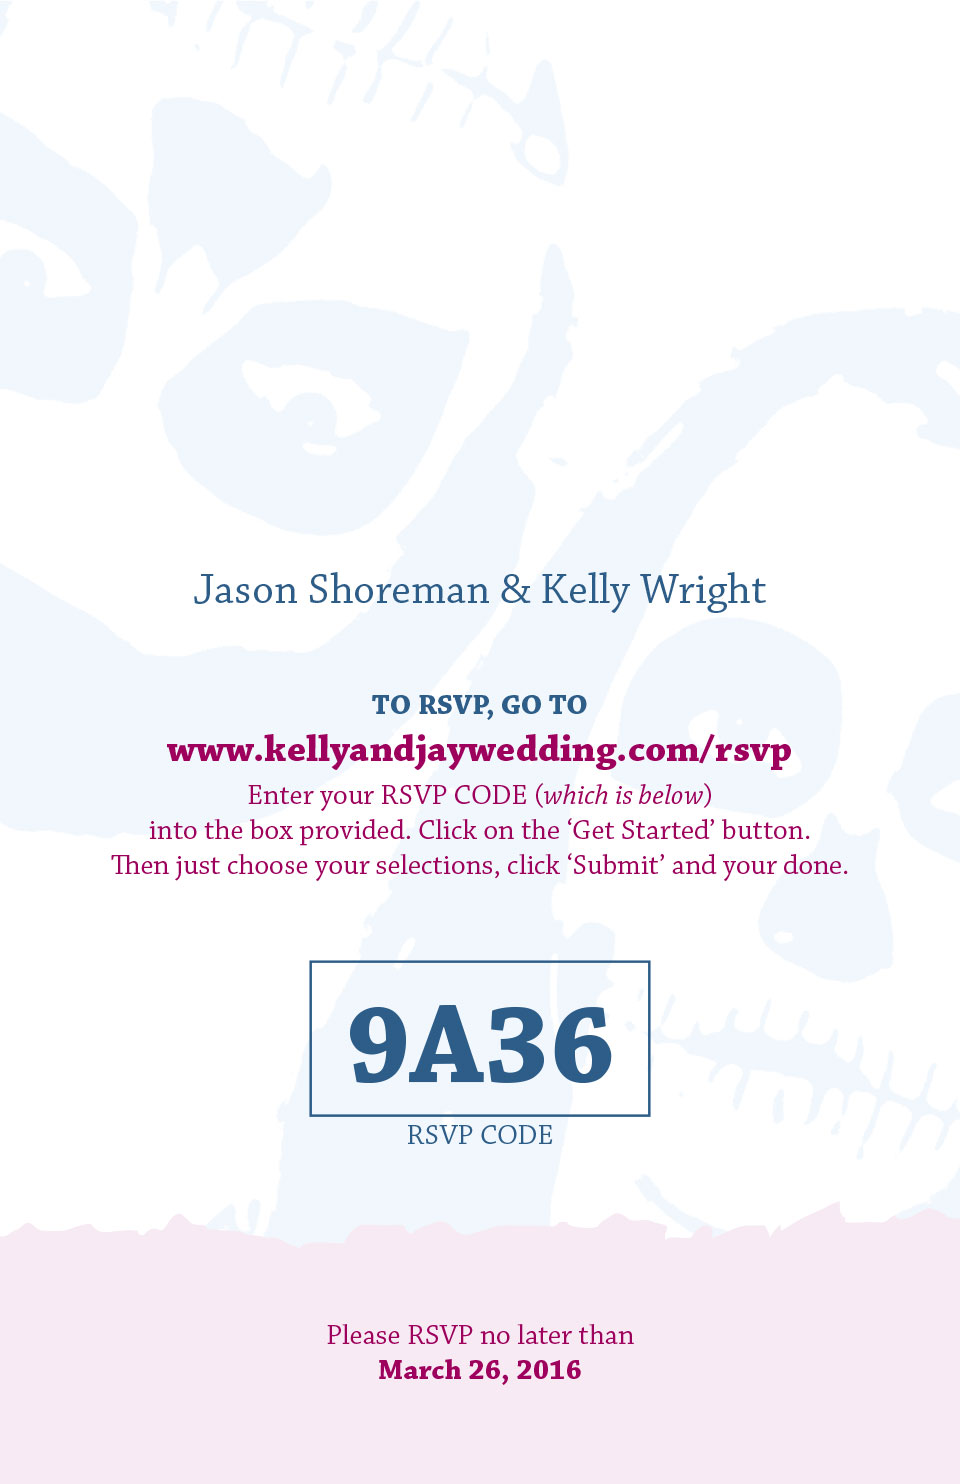 Jason Shoreman & Kelly Wright
TO RSVP, GO TO
www.kellyandjaywedding.com/rsvp
Enter your RSVP CODE (which is below)
into the box provided. Click on the ‘Get Started’ button.
Then just choose your selections, click ‘Submit’ and your done.
9A36
RSVP CODE
Please RSVP no later than
March 26, 2016